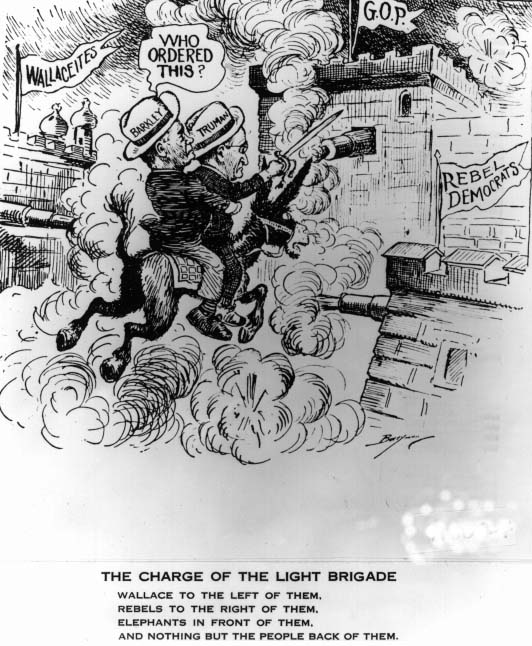 WALLACEITES
WHO
ORDERED
THIS?
G.O.P.
BARKLEY
TRUMAN
REBEL
DEMOCRATS
Berryman
THE CHARGE OF THE LIGHT BRIGADE
WALLACE TO THE LEFT OF THEM,
REBELS TO THE RIGHT OF THEM,
ELEPHANTS IN FRONT OF THEM,
AND NOTHING BUT THE PEOPLE BACK OF THEM.